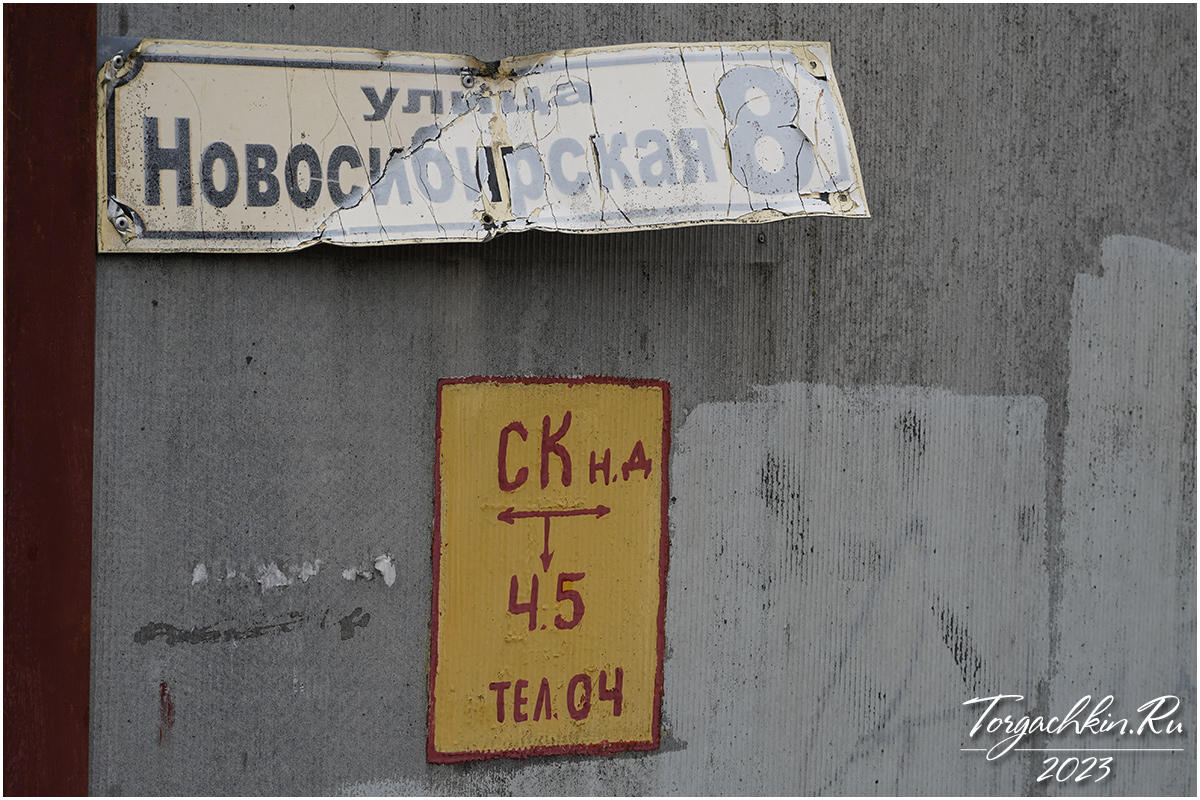 улица
Новосибирская 8
СК н.д
4.5
ТЕЛ.04
Torgachkin.Ru
2023